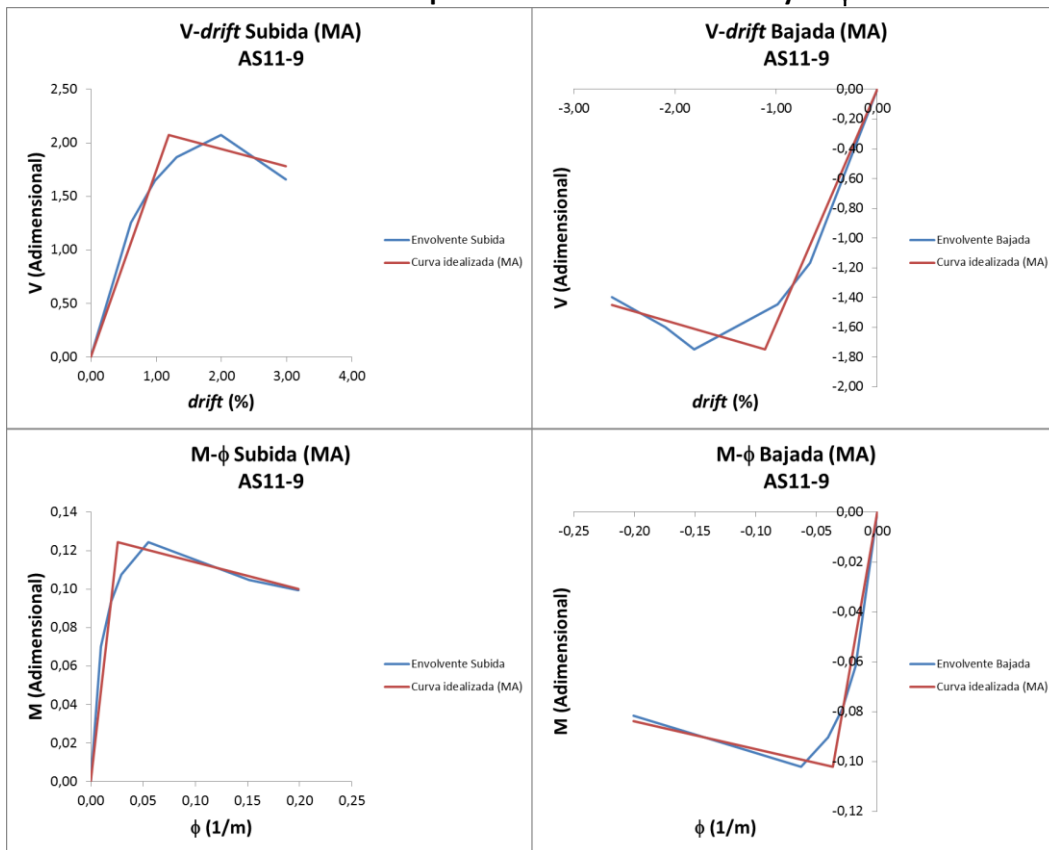 V-drift Subida (MA)
AS11-9
2,50
2,00
1,50
1,00
0,50
0,00
0,00 1,00 2,00 3,00 4,00
V (Adimensional)
drift (%)
Envolvente Subida
Curva idealizada (MA)
V-drift Bajada (MA)
AS11-9
-3,00 -2,00 -1,00 0,00
0,00
-0,20
-0,40
-0,60
-0,80
-1,00
-1,20
-1,40
-1,60
-1,80
-2,00
V (Adimensional)
drift (%)
Envolvente Bajada
Curva idealizada (MA)
M-ϕ Subida (MA)
AS11-9
0,14
0,12
0,10
0,08
0,06
0,04
0,02
0,00
0,00 0,05 0,10 0,15 0,20 0,25
M (Adimensional)
ϕ (1/m)
Envolvente Subida
Curva idealizada (MA)
M-ϕ Bajada (MA)
AS11-9
-0,25 -0,20 -0,15 -0,10 -0,05 0,00
0,00
-0,02
-0,04
-0,06
-0,08
-0,10
-0,12
M (Adimensional)
ϕ (1/m)
Envolvente Bajada
Curva idealizada (MA)